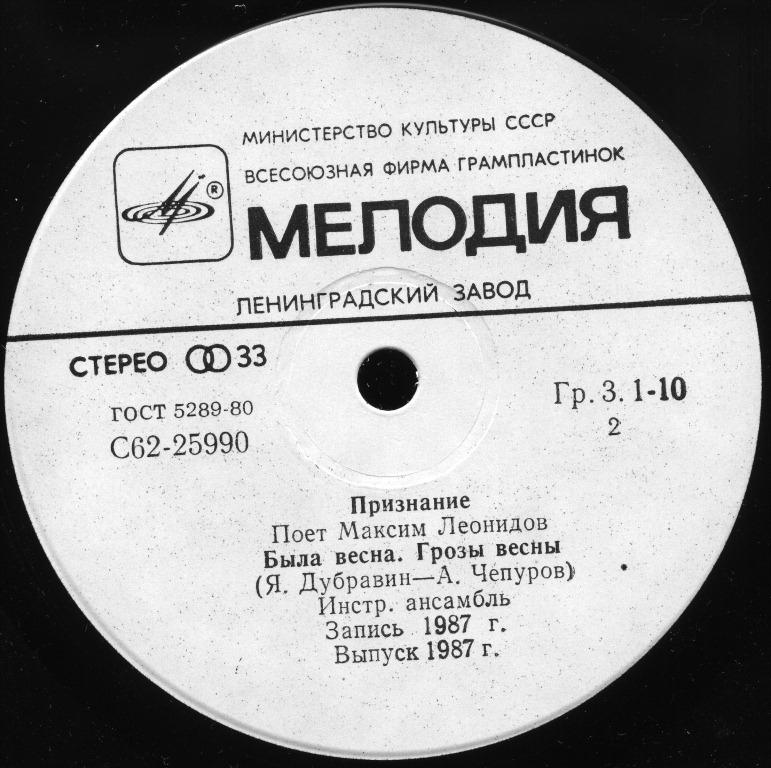 МИНИСТЕРСТВО КУЛЬТУРЫ СССР
ВСЕСОЮЗНАЯ ФИРМА ГРАМПЛАСТИНОК
®
МЕЛОДИЯ
ЛЕНИНГРАДСКИЙ ЗАВОД
СТЕРЕО 33
ГОСТ 5289-80
С62-25990
Гр. 3. 1-10
2
Признание
Поет Максим Леонидов
Была весна. Грозы весны
(Я. Дубравин—А. Чепуров)
Инстр. ансамбль
Запись 1987 г.
Выпуск 1987 г.